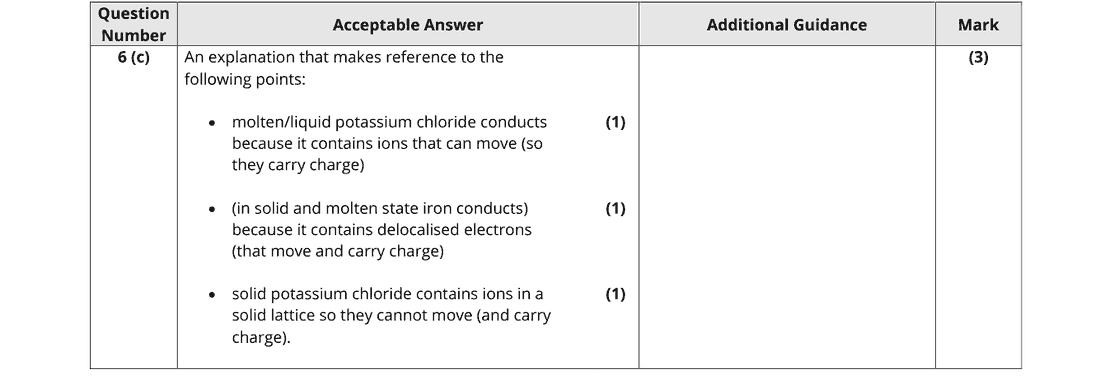 Question Number
Acceptable Answer
Additional Guidance
Mark
6 (c)
An explanation that makes reference to the
following points:
(3)
• molten/liquid potassium chloride conducts (1)
because it contains ions that can move (so
they carry charge)
• (in solid and molten state iron conducts) (1)
because it contains delocalised electrons
(that move and carry charge)
• solid potassium chloride contains ions in a (1)
solid lattice so they cannot move (and carry
charge).